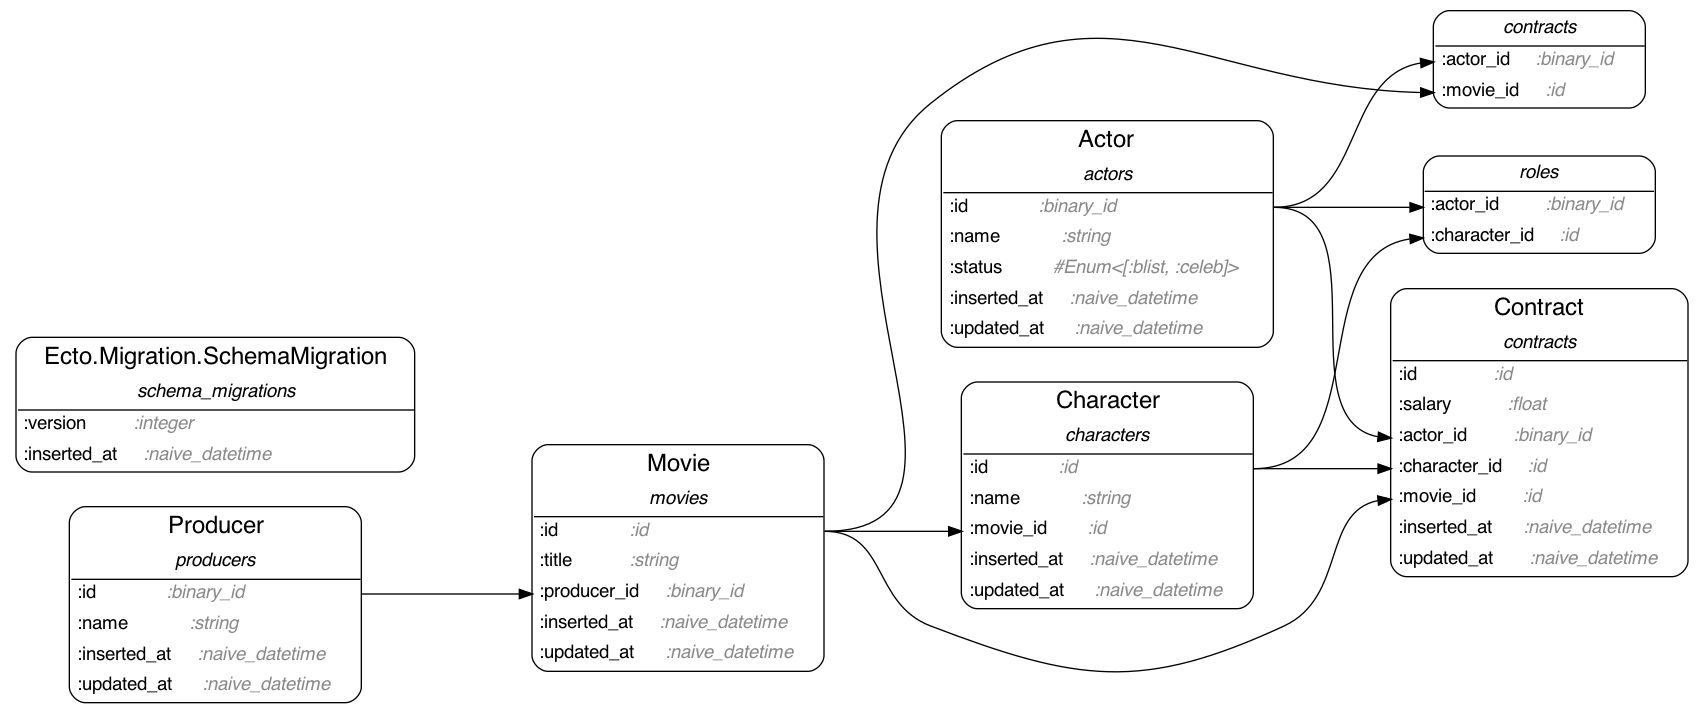 Ecto.Migration.SchemaMigration
schema_migrations
:version :integer
:inserted_at :naive_datetime
Producer
producers
:id :binary_id
:name :string
:inserted_at :naive_datetime
:updated_at :naive_datetime
Movie
movies
:id :id
:title :string
:producer_id :binary_id
:inserted_at :naive_datetime
:updated_at :naive_datetime
Actor
actors
:id :binary_id
:name :string
:status #Enum<[:blist, :celeb]>
:inserted_at :naive_datetime
:updated_at :naive_datetime
Character
characters
:id :id
:name :string
:movie_id :id
:inserted_at :naive_datetime
:updated_at :naive_datetime
contracts
:actor_id :binary_id
:movie_id :id
roles
:actor_id :binary_id
:character_id :id
Contract
contracts
:id :id
:salary :float
:actor_id :binary_id
:character_id :id
:movie_id :id
:inserted_at :naive_datetime
:updated_at :naive_datetime